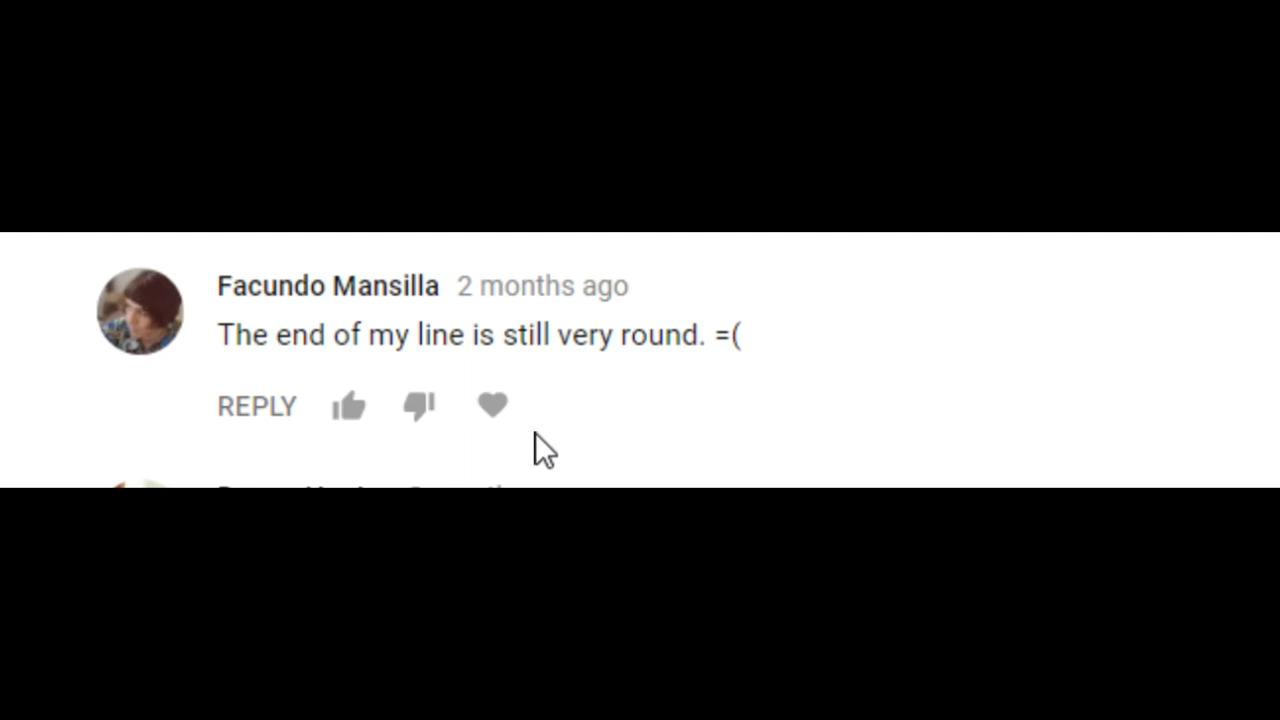 Facundo Mansilla 2 months ago
The end of my line is still very round. =(
REPLY